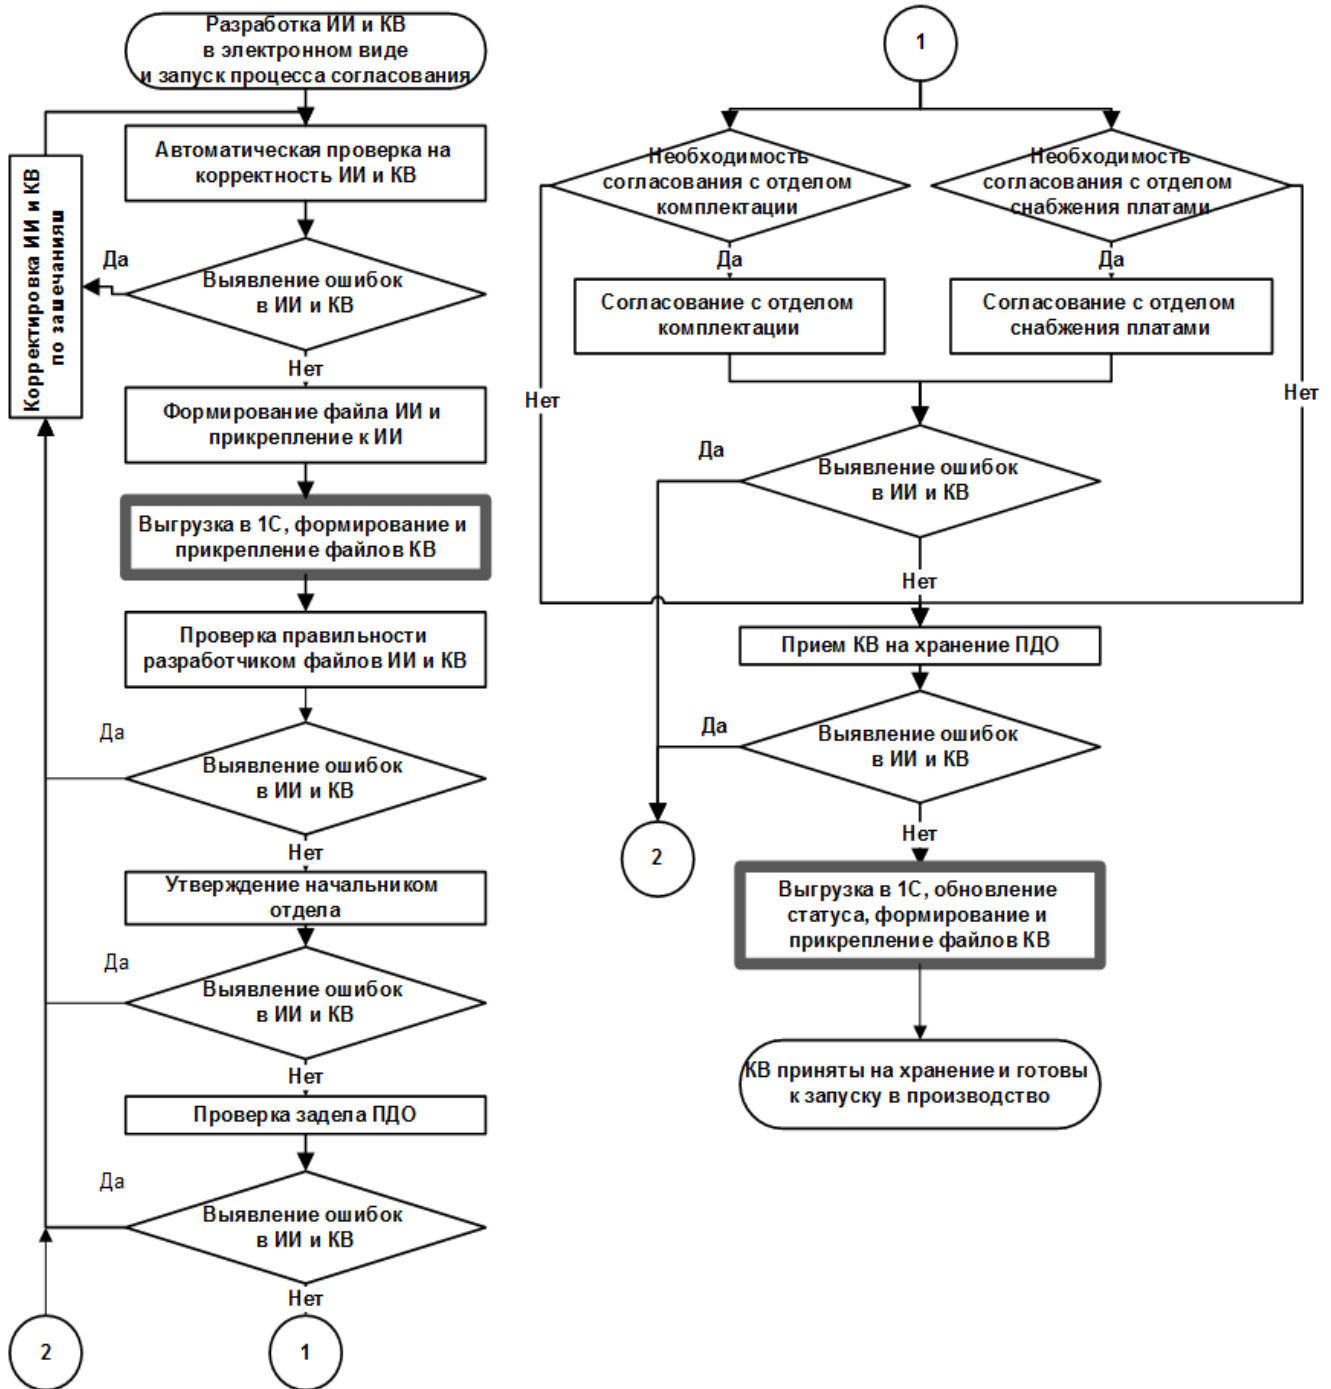 Разработка ИИ и КВ
в электронном виде
и запуск процесса согласования
Автоматическая проверка на
корректность ИИ и КВ
Корректировка ИИ и КВ
по зашечанияш
Да
Выявление ошибок
в ИИ и КВ
Нет
Формирование файла ИИ и
прикрепление к ИИ
Выгрузка в 1С, формирование и
прикрепление файлов КВ
Проверка правильности
разработчиком файлов ИИ и КВ
Да
Выявление ошибок
в ИИ и КВ
Нет
Утверждение начальником
отдела
Да
Выявление ошибок
в ИИ и КВ
Нет
Проверка задела ПДО
Да
Выявление ошибок
в ИИ и КВ
Нет
2
1
1
Необходимость
согласования с отделом
комплектации
Необходимость
согласования с отделом
снабжения платами
Да
Да
Согласование с отделом
комплектации
Согласование с отделом
снабжения платами
Нет
Нет
Да
Выявление ошибок
в ИИ и КВ
Нет
Прием КВ на хранение ПДО
Да
Выявление ошибок
в ИИ и КВ
Нет
2
Выгрузка в 1С, обновление
статуса, формирование и
прикрепление файлов КВ
КВ приняты на хранение и готовы
к запуску в производство